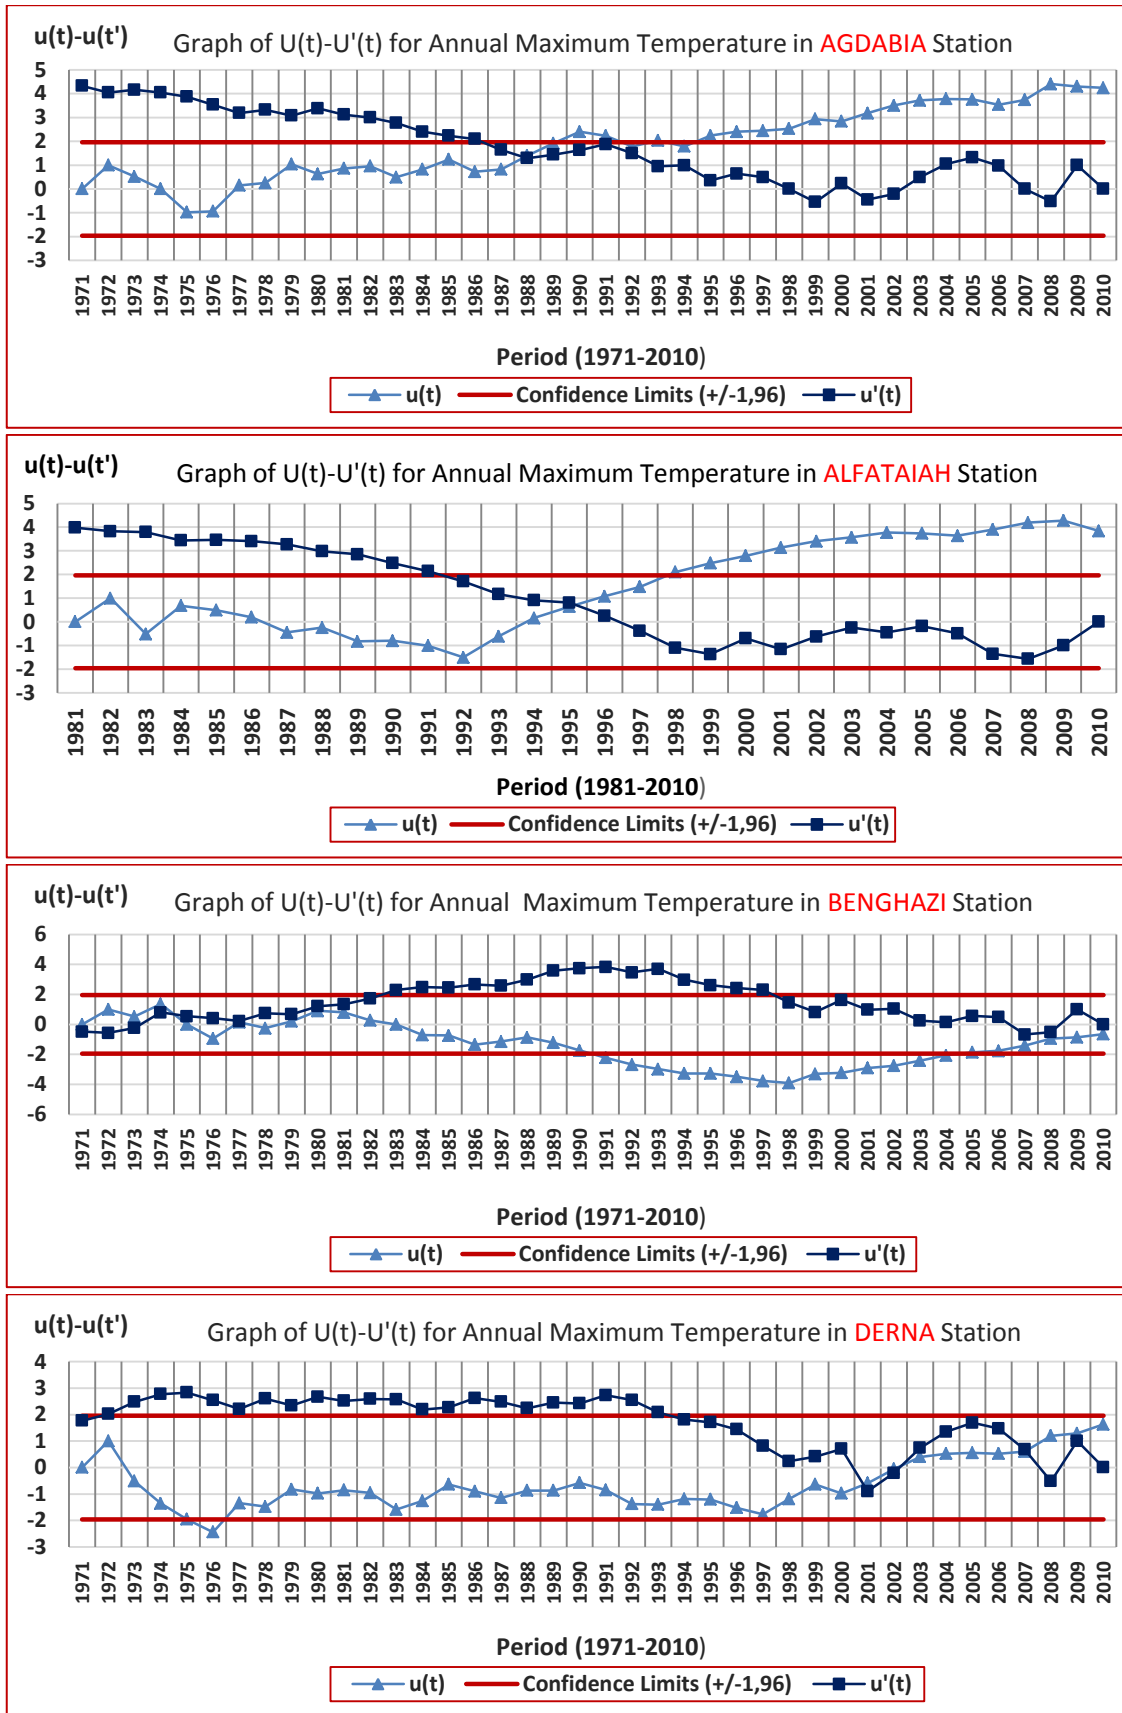 u(t)-u(t')
Graph of U(t)-U'(t) for Annual Maximum Temperature in AGDABIA Station
5
4
3
2
1
0
-1
-2
-3
1971 1972 1973 1974 1975 1976 1977 1978 1979 1980 1981 1982 1983 1984 1985 1986 1987 1988 1989 1990 1991 1992 1993 1994 1995 1996 1997 1998 1999 2000 2001 2002 2003 2004 2005 2006 2007 2008 2009 2010
Period (1971-2010)
u(t) Confidence Limits (+/-1,96) u'(t)
u(t)-u(t')
Graph of U(t)-U'(t) for Annual Maximum Temperature in ALFATAIAH Station
5
4
3
2
1
0
-1
-2
-3
1981 1982 1983 1984 1985 1986 1987 1988 1989 1990 1991 1992 1993 1994 1995 1996 1997 1998 1999 2000 2001 2002 2003 2004 2005 2006 2007 2008 2009 2010
Period (1981-2010)
u(t) Confidence Limits (+/-1,96) u'(t)
u(t)-u(t')
Graph of U(t)-U'(t) for Annual Maximum Temperature in BENGHAZI Station
6
4
2
0
-2
-4
-6
1971 1972 1973 1974 1975 1976 1977 1978 1979 1980 1981 1982 1983 1984 1985 1986 1987 1988 1989 1990 1991 1992 1993 1994 1995 1996 1997 1998 1999 2000 2001 2002 2003 2004 2005 2006 2007 2008 2009 2010
Period (1971-2010)
u(t) Confidence Limits (+/-1,96) u'(t)
u(t)-u(t')
Graph of U(t)-U'(t) for Annual Maximum Temperature in DERNA Station
4
3
2
1
0
-1
-2
-3
1971 1972 1973 1974 1975 1976 1977 1978 1979 1980 1981 1982 1983 1984 1985 1986 1987 1988 1989 1990 1991 1992 1993 1994 1995 1996 1997 1998 1999 2000 2001 2002 2003 2004 2005 2006 2007 2008 2009 2010
Period (1971-2010)
u(t) Confidence Limits (+/-1,96) u'(t)